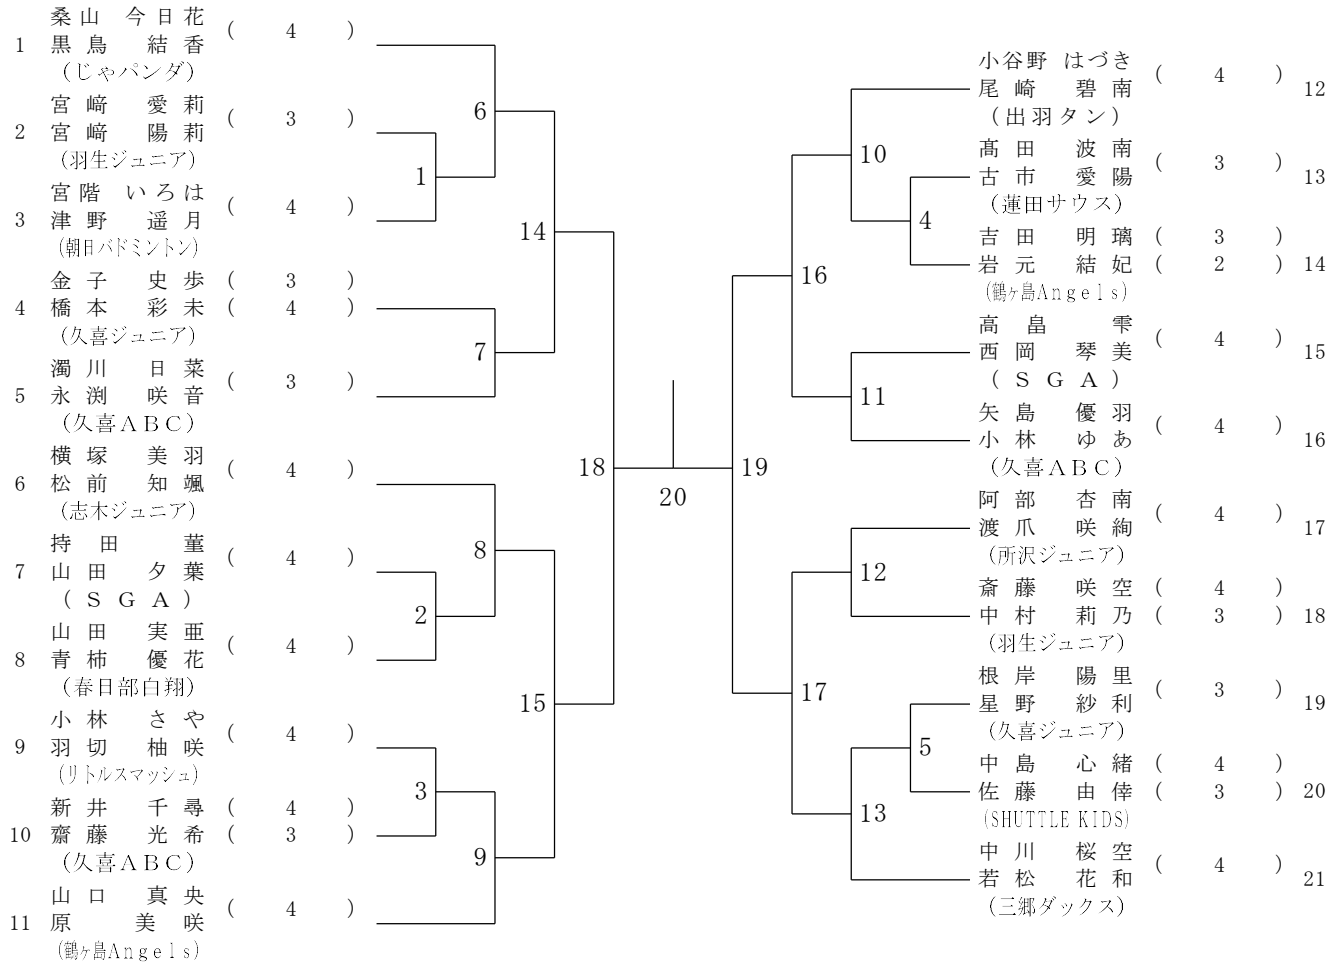 桑山 今日花 ( 4 )
1 黒鳥 結香
(じゃパンダ)
宮﨑 愛莉 ( 3 )
2 宮﨑 陽莉
(羽生ジュニア)
宮階 いろは ( 4 )
3 津野 遥月
(朝日バドミントン)
金子 史歩 ( 3 )
4 橋本 彩未 ( 4 )
(久喜ジュニア)
濁川 日菜 ( 3 )
5 永渕 咲音
(久喜ABC)
横塚 美羽 ( 4 )
6 松前 知颯
(志木ジュニア)
持田 菫 ( 4 )
7 山田 夕葉
(SGA)
山田 実亜 ( 4 )
8 青柿 優花
(春日部白翔)
小林 さや ( 4 )
9 羽切 柚咲
(リトルスマッシュ)
新井 千尋 ( 4 )
10 齋藤 光希 ( 3 )
(久喜ABC)
山口 真央 ( 4 )
11 原 美咲
(鶴ヶ島Angels)
6
1
14
7
18
8
2
15
3
9
20
10
4
16
11
19
12
17
5
13
小谷野 はづき ( 4 )
尾崎 碧南 12
(出羽タン)
髙田 波南 ( 3 )
古市 愛陽 13
(蓮田サウス)
吉田 明璃 ( 3 )
岩元 結妃 ( 2 ) 14
(鶴ヶ島Angels)
高畠 雫 ( 4 )
西岡 琴美 15
(SGA)
矢島 優羽 ( 4 )
小林 ゆあ 16
(久喜ABC)
阿部 杏南 ( 4 )
渡爪 咲絢 17
(所沢ジュニア)
斎藤 咲空 ( 4 )
中村 莉乃 ( 3 ) 18
(羽生ジュニア)
根岸 陽里 ( 3 )
星野 紗利 19
(久喜ジュニア)
中島 心緒 ( 4 )
佐藤 由倖 ( 3 ) 20
(SHUTTLE KIDS)
中川 桜空 ( 4 )
若松 花和 21
(三郷ダックス)